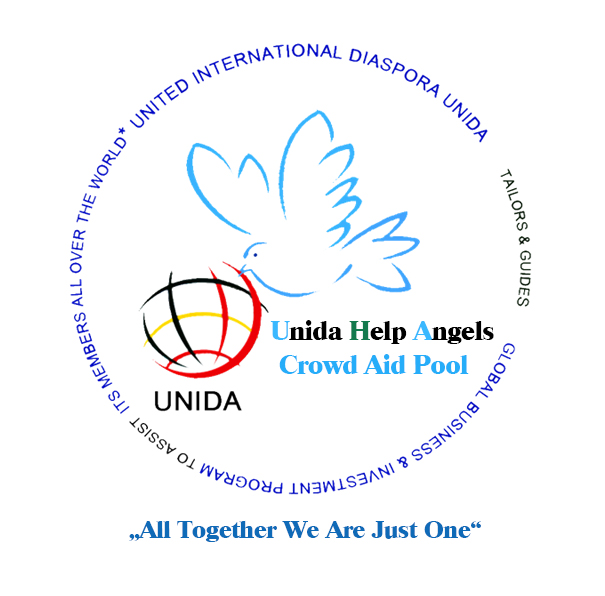 UNITED INTERNATIONAL DIASPORA UNIDA
TAILORS & GUIDES
GLOBAL BUSINESS & INVESTMENT PROGRAM TO ASSIST ITS MEMBERS ALL OVER THE WORLD*
Unida Help Angels
Crowd Aid Pool
UNIDA
„All Together We Are Just One“